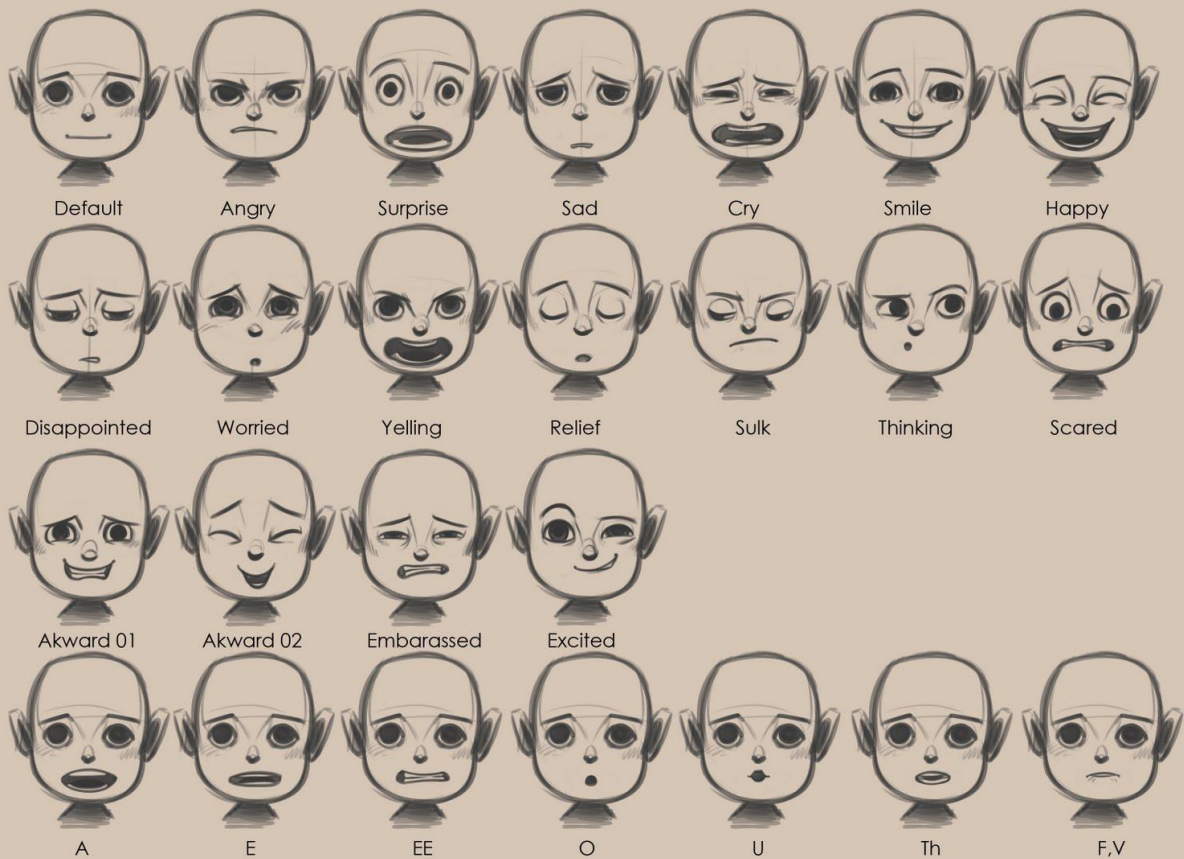 Default Angry Surprise Sad Cry Smile Happy
Disappointed Worried Yelling Relief Sulk Thinking Scared
Akward 01 Akward 02 Embarassed Excited
A E EE O U Th F,V